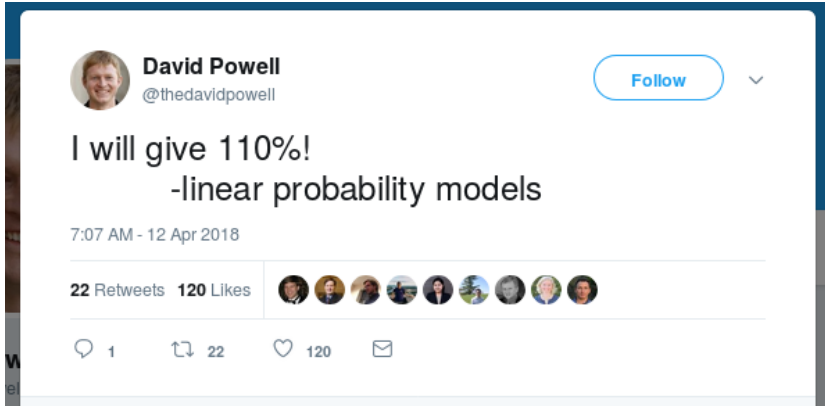 David Powell
@thedavidpowell
Follow
I will give 110%!
-linear probability models
7:07 AM - 12 Apr 2018
22 Retweets 120 Likes
1 22 120
w
el